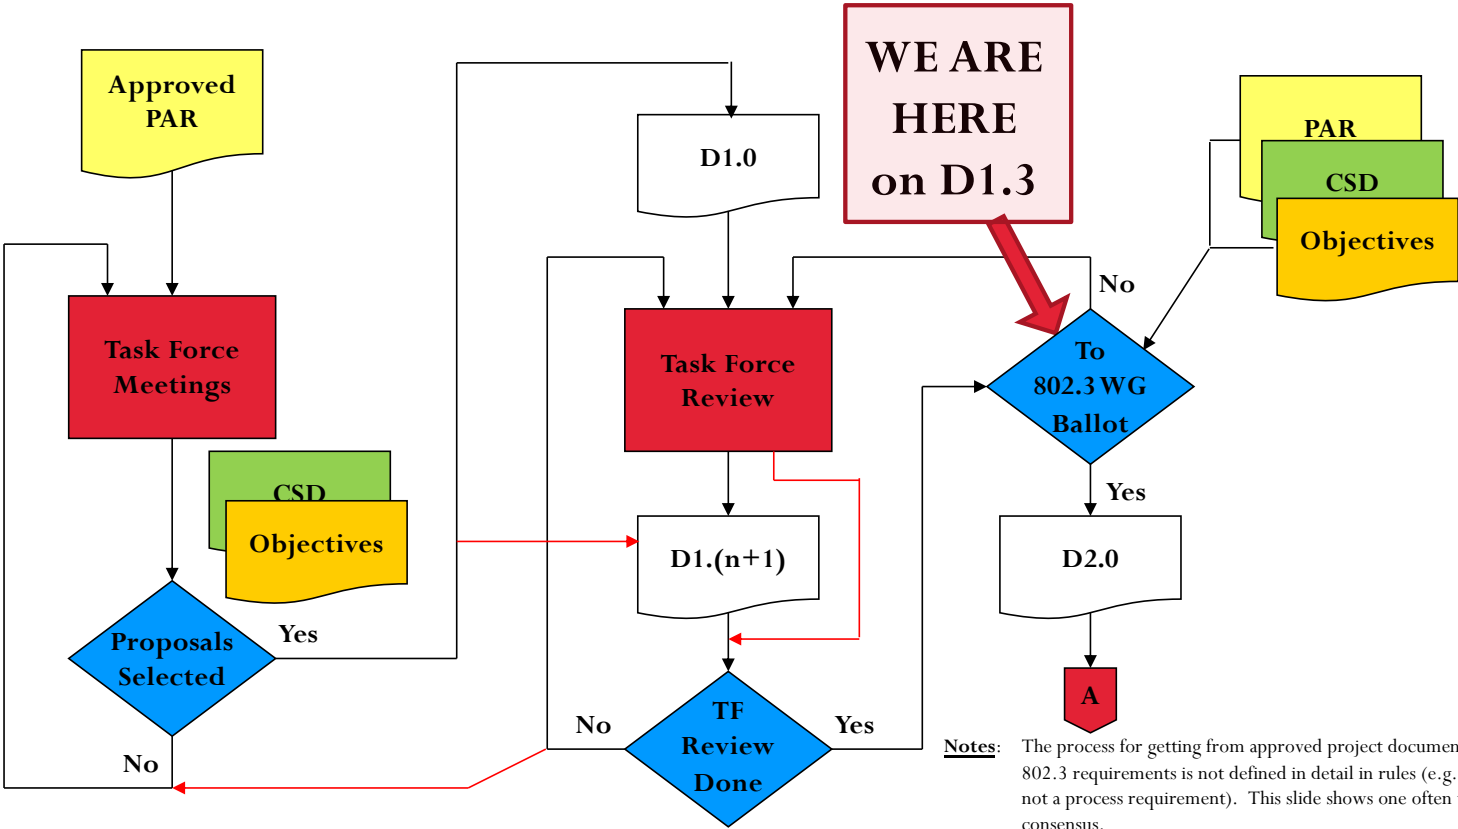 Approved
PAR
Task Force
Meetings
CSD
Objectives
Proposals
Selected
Yes
No
D1.0
Task Force
Review
D1.(n+1)
TF
Review
Done
No
Yes
WE ARE
HERE
on D1.3
PAR
CSD
Objectives
No
To
802.3 WG
Ballot
Yes
D2.0
A
Notes: The process for getting from approved project
802.3 requirements is not defined in detail in rules (e.g.
not a process requirement). This slide shows one often
consensus.